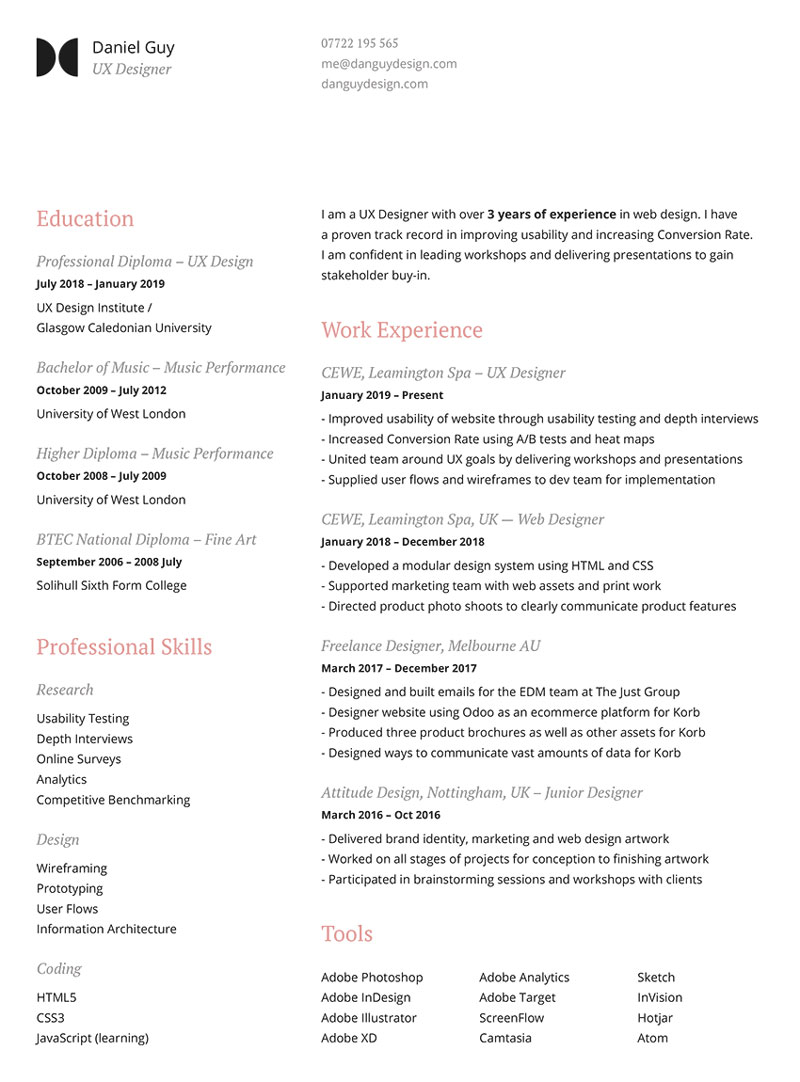 Daniel Guy
UX Designer
07722 195 565
me@danguydesign.com
danguydesign.com
Education
Professional Diploma – UX Design
July 2018 – January 2019
UX Design Institute /
Glasgow Caledonian University
Bachelor of Music – Music Performance
October 2009 – July 2012
University of West London
Higher Diploma – Music Performance
October 2008 – July 2009
University of West London
BTEC National Diploma – Fine Art
September 2006 – 2008 July
Solihull Sixth Form College
Professional Skills
Research
Usability Testing
Depth Interviews
Online Surveys
Analytics
Competitive Benchmarking
Design
Wireframing
Prototyping
User Flows
Information Architecture
Coding
HTML5
CSS3
JavaScript (learning)
I am a UX Designer with over 3 years of experience in web design. I have
a proven track record in improving usability and increasing Conversion Rate.
I am confident in leading workshops and delivering presentations to gain
stakeholder buy-in.
Work Experience
CEWE, Leamington Spa – UX Designer
January 2019 – Present
- Improved usability of website through usability testing and depth interviews
- Increased Conversion Rate using A/B tests and heat maps
- United team around UX goals by delivering workshops and presentations
- Supplied user flows and wireframes to dev team for implementation
CEWE, Leamington Spa, UK — Web Designer
January 2018 – December 2018
- Developed a modular design system using HTML and CSS
- Supported marketing team with web assets and print work
- Directed product photo shoots to clearly communicate product features
Freelance Designer, Melbourne AU
March 2017 – December 2017
- Designed and built emails for the EDM team at The Just Group
- Designer website using Odoo as an ecommerce platform for Korb
- Produced three product brochures as well as other assets for Korb
- Designed ways to communicate vast amounts of data for Korb
Attitude Design, Nottingham, UK – Junior Designer
March 2016 – Oct 2016
- Delivered brand identity, marketing and web design artwork
- Worked on all stages of projects for conception to finishing artwork
- Participated in brainstorming sessions and workshops with clients
Tools
Adobe Photoshop
Adobe InDesign
Adobe Illustrator
Adobe XD
Adobe Analytics
Adobe Target
ScreenFlow
Camtasia
Sketch
InVision
Hotjar
Atom